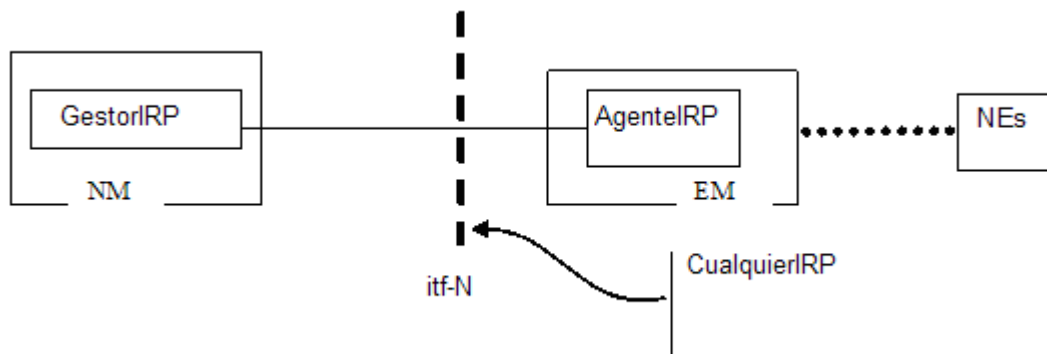 GestorIRP
AgenteIRP
NEs
NM
EM
CualquierIRP
itf-N